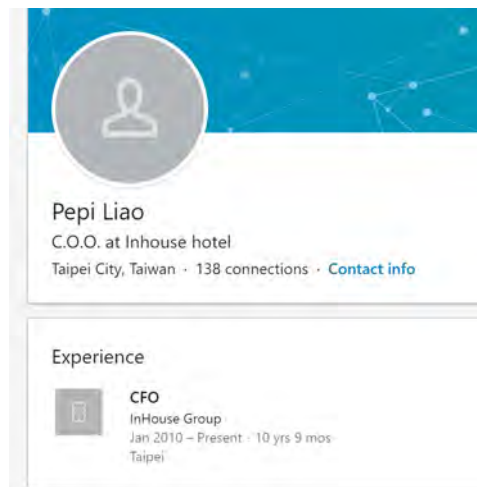 Pepi Liao
C.O.O. at Inhouse hotel
Taipei City, Taiwan · 138 connections · Contact info
Experience
CFO
InHouse Group
Jan 2010 – Present · 10 yrs 9 mos
Taipei